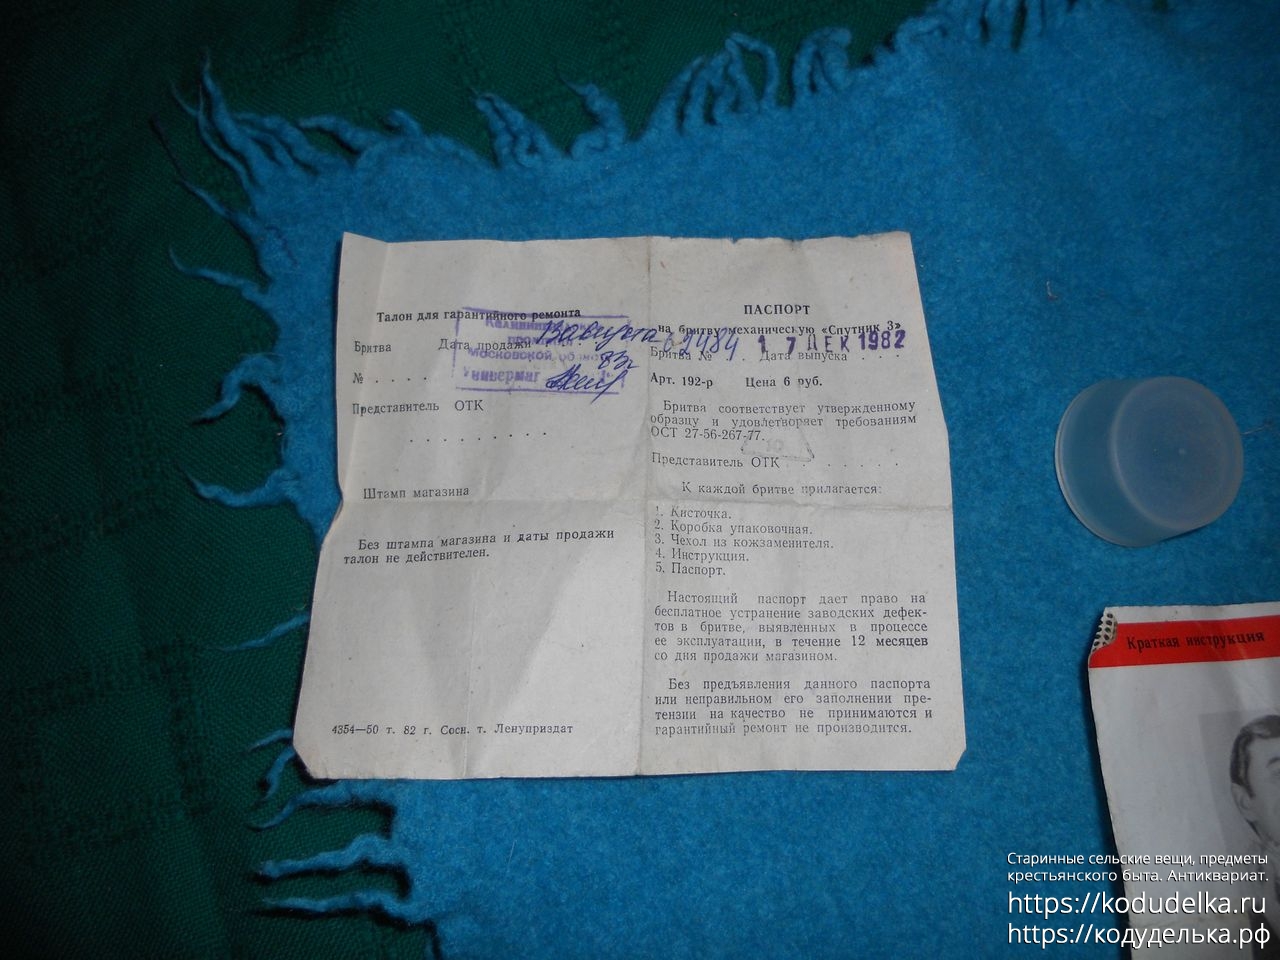 Талон для гарантийного ремонта
Бритва Дата продажи
Московской
Универмаг
83г
№ . . . .
Представитель ОТК
. . . . . . . . . .
Штамп магазина
Без штампа магазина и даты продажи
талон не действителен.
4354—50 т. 82 г. Сосн. т. Ленуприздат
ПАСПОРТ
на бритву механическую «Спутник 3»
Бритва № . Дата выпуска . . . .
17 ДЕК 1982
Арт. 192-р Цена 6 руб.
Бритва соответствует утвержденному
образцу и удовлетворяет требованиям
ОСТ 27-56-267-77.
Представитель ОТК . . . . . . .
К каждой бритве прилагается:
1. Кисточка.
2. Коробка упаковочная.
3. Чехол из кожзаменителя.
4. Инструкция.
5. Паспорт.
Настоящий паспорт дает право на
бесплатное устранение заводских дефек-
тов в бритве, выявленных в процессе
ее эксплуатации, в течение 12 месяцев
со дня продажи магазином.
Без предъявления данного паспорта
или неправильном его заполнении пре-
тензии на качество не принимаются и
гарантийный ремонт не производится.
Краткая инструкция
Старинные сельские вещи, предметы
крестьянского быта. Антиквариат.
https://kodudelka.ru
https://кодуделька.рф